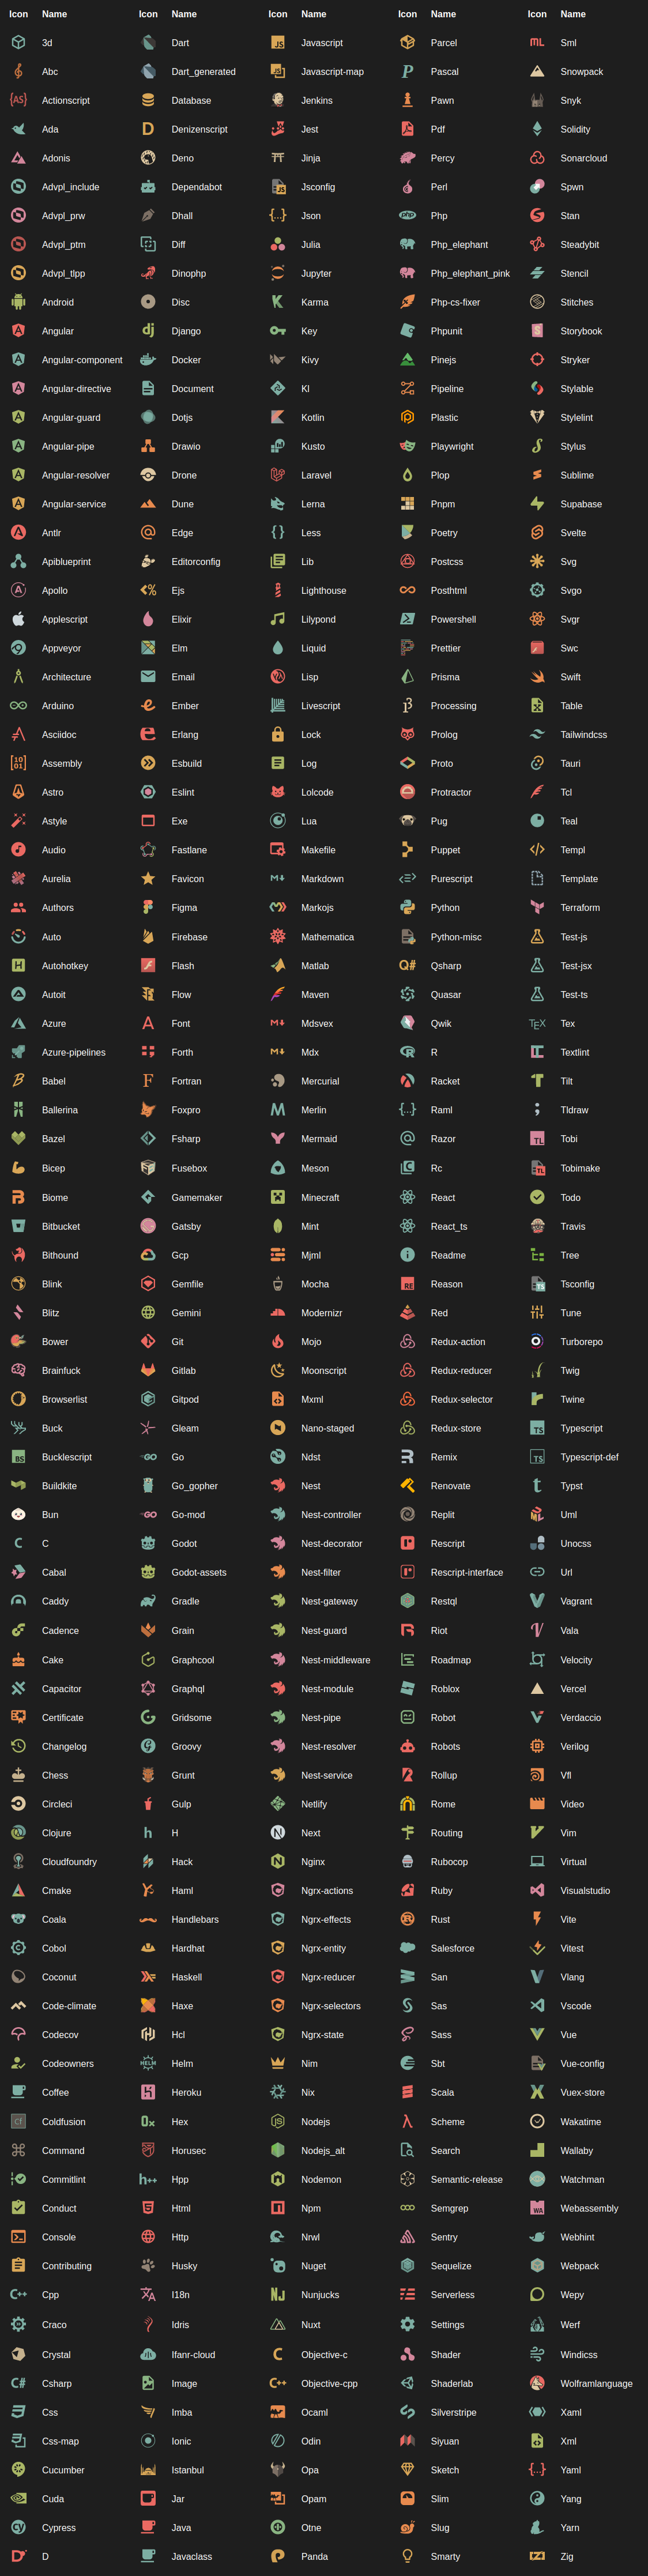 Icon Name Icon Name Icon Name Icon Name Icon Name
3d Dart Javascript Parcel Sml
Abc Dart_generated Javascript-map Pascal Snowpack
Actionscript Database Jenkins Pawn Snyk
Ada Denizenscript Jest Pdf Solidity
Adonis Deno Jinja Percy Sonarcloud
Advpl_include Dependabot Jsconfig Perl Spwn
Advpl_prw Dhall Json Php Stan
Advpl_ptm Diff Julia Php_elephant Steadybit
Advpl_tlpp Dinophp Jupyter Php_elephant_pink Stencil
Android Disc Karma Php-cs-fixer Stitches
Angular Django Key Phpunit Storybook
Angular-component Docker Kivy Pinejs Stryker
Angular-directive Document Kl Pipeline Stylable
Angular-guard Dotjs Kotlin Plastic Stylelint
Angular-pipe Drawio Kusto Playwright Stylus
Angular-resolver Drone Laravel Plop Sublime
Angular-service Dune Lerna Pnpm Supabase
Antlr Edge Less Poetry Svelte
Apiblueprint Editorconfig Lib Postcss Svg
Apollo Ejs Lighthouse Posthtml Svgo
Applescript Elixir Lilypond Powershell Svgr
Appveyor Elm Liquid Prettier Swc
Architecture Email Lisp Prisma Swift
Arduino Ember Livescript Processing Table
Asciidoc Erlang Lock Prolog Tailwindcss
Assembly Esbuild Log Proto Tauri
Astro Eslint Lolcode Protractor Tcl
Astyle Exe Lua Pug Teal
Audio Fastlane Makefile Puppet Templ
Aurelia Favicon Markdown Purescript Template
Authors Figma Markojs Python Terraform
Auto Firebase Mathematica Python-misc Test-js
Autohotkey Flash Matlab Qsharp Test-jsx
Autoit Flow Maven Quasar Test-ts
Azure Font Mdsvex Qwik Tex
Azure-pipelines Forth Mdx R Textlint
Babel Fortran Mercurial Racket Tilt
Ballerina Foxpro Merlin Raml Tldraw
Bazel Fsharp Mermaid Razor Tobi
Bicep Fusebox Meson Rc Tobimake
Biome Gamemaker Minecraft React Todo
Bitbucket Gatsby Mint React_ts Travis
Bithound Gcp Mjml Readme Tree
Blink Gemfile Mocha Reason Tsconfig
Blitz Gemini Modernizr Red Tune
Bower Git Mojo Redux-action Turborepo
Brainfuck Gitlab Moonscript Redux-reducer Twig
Browserlist Gitpod Mxml Redux-selector Twine
Buck Gleam Nano-staged Redux-store Typescript
Bucklescript Go Ndst Remix Typescript-def
Buildkite Go_gopher Nest Renovate Typst
Bun Go-mod Nest-controller Replit Uml
C Godot Nest-decorator Rescript Unocss
Cabal Godot-assets Nest-filter Rescript-interface Url
Caddy Gradle Nest-gateway Restql Vagrant
Cadence Grain Nest-guard Riot Vala
Cake Graphcool Nest-middleware Roadmap Velocity
Capacitor Graphql Nest-module Roblox Vercel
Certificate Gridsome Nest-pipe Robot Verdaccio
Changelog Groovy Nest-resolver Robots Verilog
Chess Grunt Nest-service Rollup Vfl
Circleci Gulp Netlify Rome Video
Clojure H Next Routing Vim
Cloudfoundry Hack Nginx Rubocop Virtual
Cmake Haml Ngrx-actions Ruby Visualstudio
Coala Handlebars Ngrx-effects Rust Vite
Cobol Hardhat Ngrx-entity Salesforce Vitest
Coconut Haskell Ngrx-reducer San Vlang
Code-climate Haxe Ngrx-selectors Sas Vscode
Codecov Hcl Ngrx-state Sass Vue
Codeowners Helm Nim Sbt Vue-config
Coffee Heroku Nix Scala Vuex-store
Coldfusion Hex Nodejs Scheme Wakatime
Command Horusec Nodejs_alt Search Wallaby
Commitlint Hpp Nodemon Semantic-release Watchman
Conduct Html Npm Semgrep Webassembly
Console Http Nrwl Sentry Webhint
Contributing Husky Nuget Sequelize Webpack
Cpp I18n Nunjucks Serverless Wepy
Craco Idris Nuxt Settings Werf
Crystal Ifanr-cloud Objective-c Shader Windicss
Csharp Image Objective-cpp Shaderlab Wolframlanguage
Css Imba Ocaml Silverstripe Xaml
Css-map Ionic Odin Siyuan Xml
Cucumber Istanbul Opa Sketch Yaml
Cuda Jar Opam Slim Yang
Cypress Java Otne Slug Yarn
D Javaclass Panda Smarty Zig